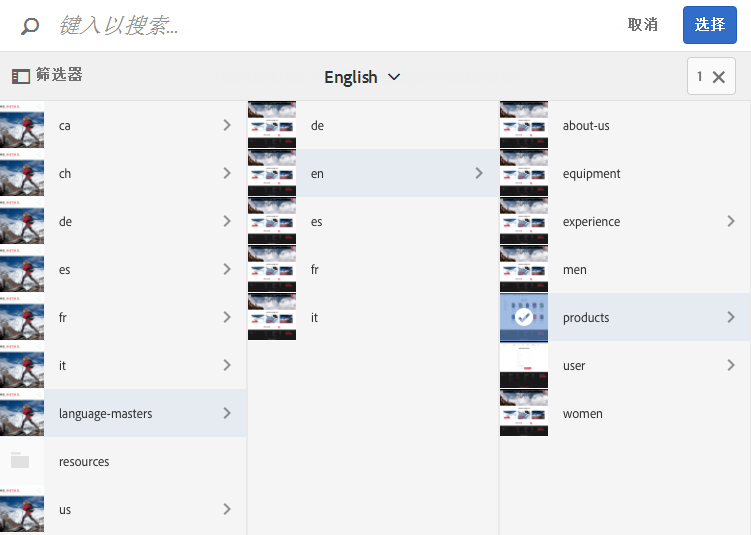 键入以搜索...
取消
选择
筛选器
English
1
ca
ch
de
es
fr
it
language-masters
resources
us
de
en
es
fr
it
about-us
equipment
experience
men
products
user
women